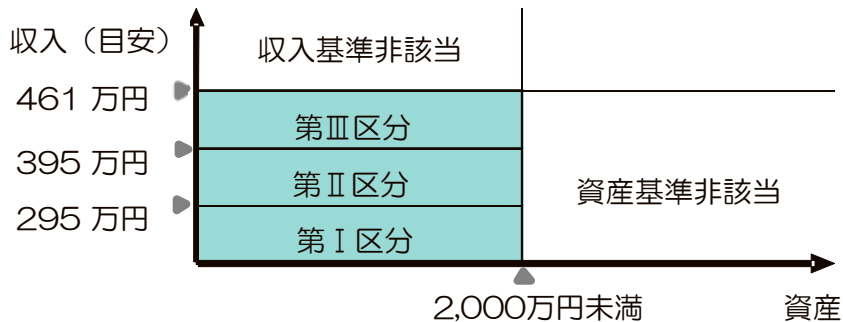 収入（目安）
収入基準非該当
461 万円
第Ⅲ区分
395 万円
第Ⅱ区分
資産基準非該当
295 万円
第Ⅰ区分
2,000万円未満
資産